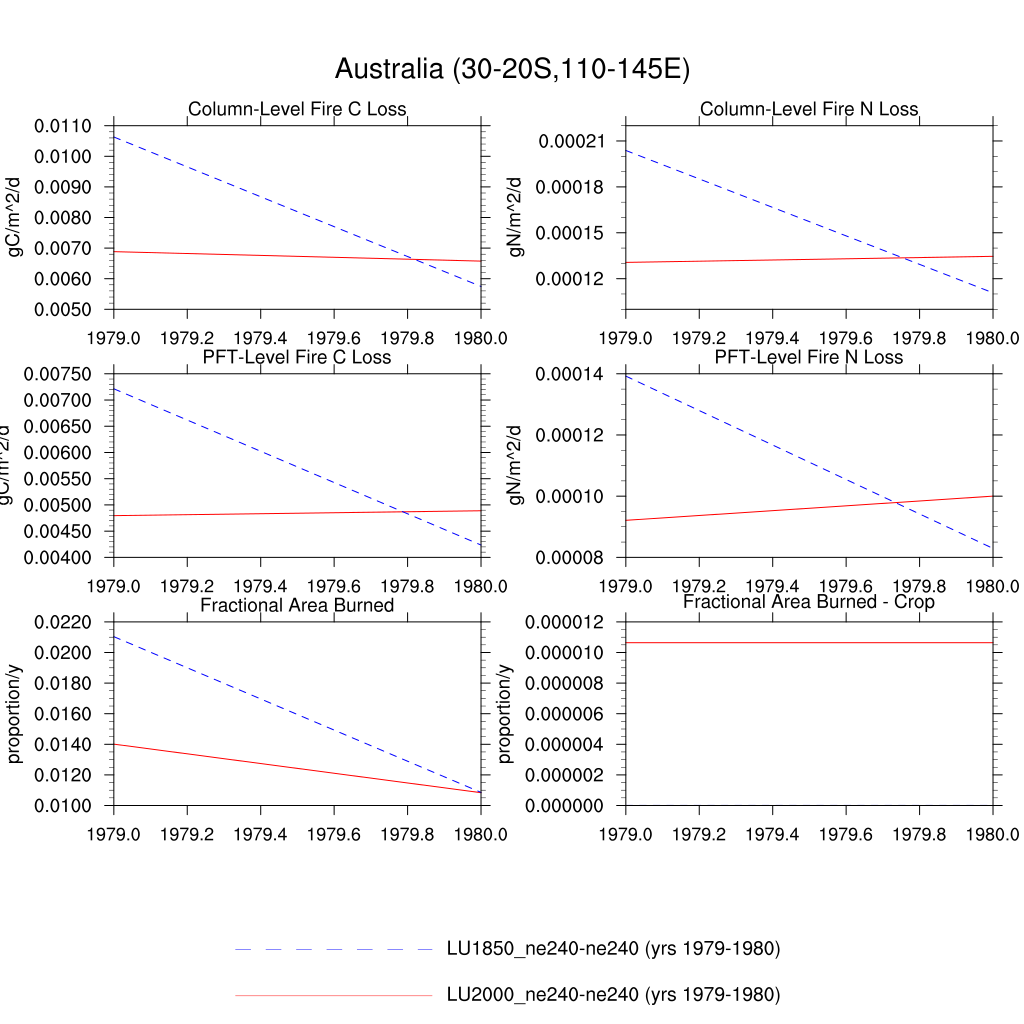 Australia (30-20S,110-145E)
Column-Level Fire C Loss
gC/m^2/d
0.0110
0.0100
0.0090
0.0080
0.0070
0.0060
0.0050
1979.0 1979.2 1979.4 1979.6 1979.8 1980.0
Column-Level Fire N Loss
gN/m^2/d
0.00021
0.00018
0.00015
0.00012
1979.0 1979.2 1979.4 1979.6 1979.8 1980.0
PFT-Level Fire C Loss
gC/m^2/d
0.00750
0.00700
0.00650
0.00600
0.00550
0.00500
0.00450
0.00400
1979.0 1979.2 1979.4 1979.6 1979.8 1980.0
PFT-Level Fire N Loss
gN/m^2/d
0.00014
0.00012
0.00010
0.00008
1979.0 1979.2 1979.4 1979.6 1979.8 1980.0
Fractional Area Burned
proportion/y
0.0220
0.0200
0.0180
0.0160
0.0140
0.0120
0.0100
1979.0 1979.2 1979.4 1979.6 1979.8 1980.0
Fractional Area Burned - Crop
proportion/y
0.000012
0.000010
0.000008
0.000006
0.000004
0.000002
0.000000
1979.0 1979.2 1979.4 1979.6 1979.8 1980.0
LU1850_ne240-ne240 (yrs 1979-1980)
LU2000_ne240-ne240 (yrs 1979-1980)